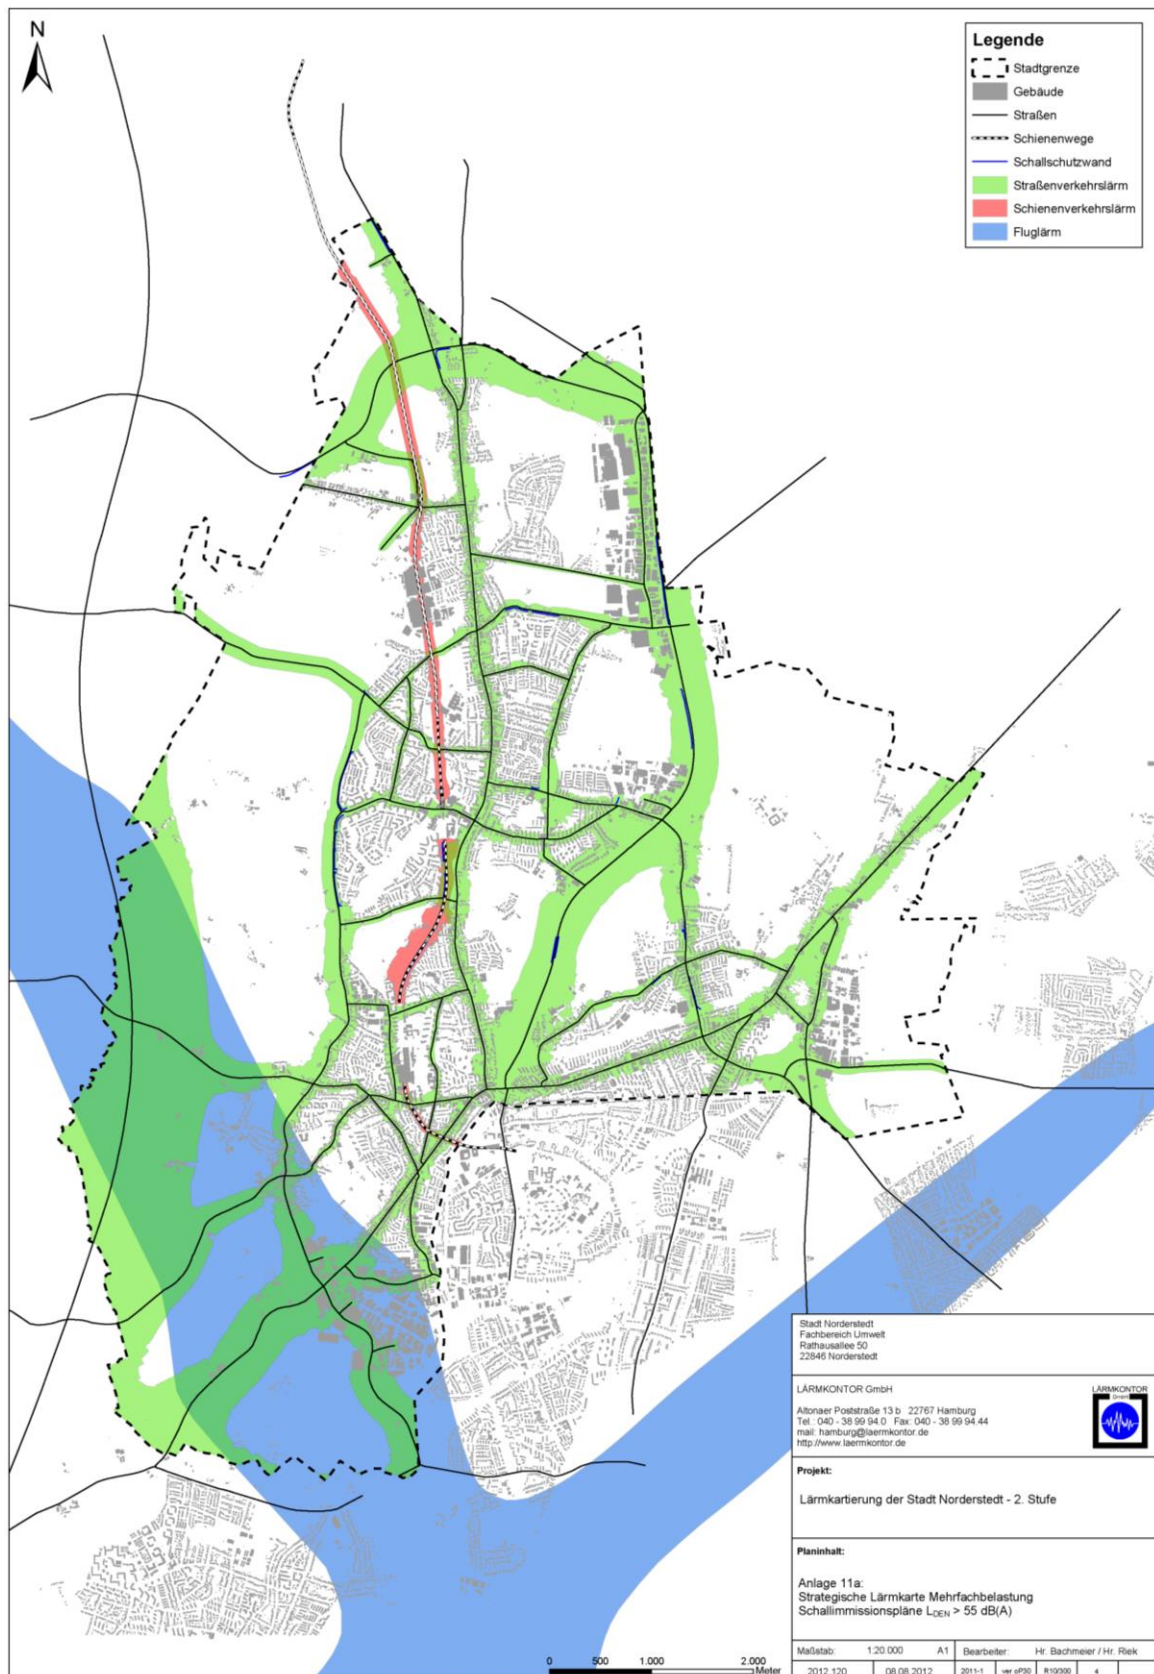 N
Legende
Stadtgrenze
Gebäude
Straßen
Schienenwege
Schallschutzwand
Straßenverkehrslärm
Schienenverkehrslärm
Fluglärm
Stadt Norderstedt
Fachbereich Umwelt
Rathausallee 50
22846 Norderstedt
LÄRMKONTOR GmbH
Altonaer Poststraße 13 b 22767 Hamburg
Tel.: 040 - 38 99 94.0 Fax: 040 - 38 99 94.44
mail: hamburg@laermkontor.de
http://www.laermkontor.de
LÄRMKONTOR
GmbH
Projekt:
Lärmkartierung der Stadt Norderstedt - 2. Stufe
Planinhalt:
Anlage 11a:
Strategische Lärmkarte Mehrfachbelastung
Schallimmissionspläne LDEN > 55 dB(A)
Maßstab: 1:20.000 A1 Bearbeiter: Hr. Bachmeier / Hr. Riek
2012.120 08.08.2012 2011-1 R10/300 4
0 500 1.000 2.000
Meter